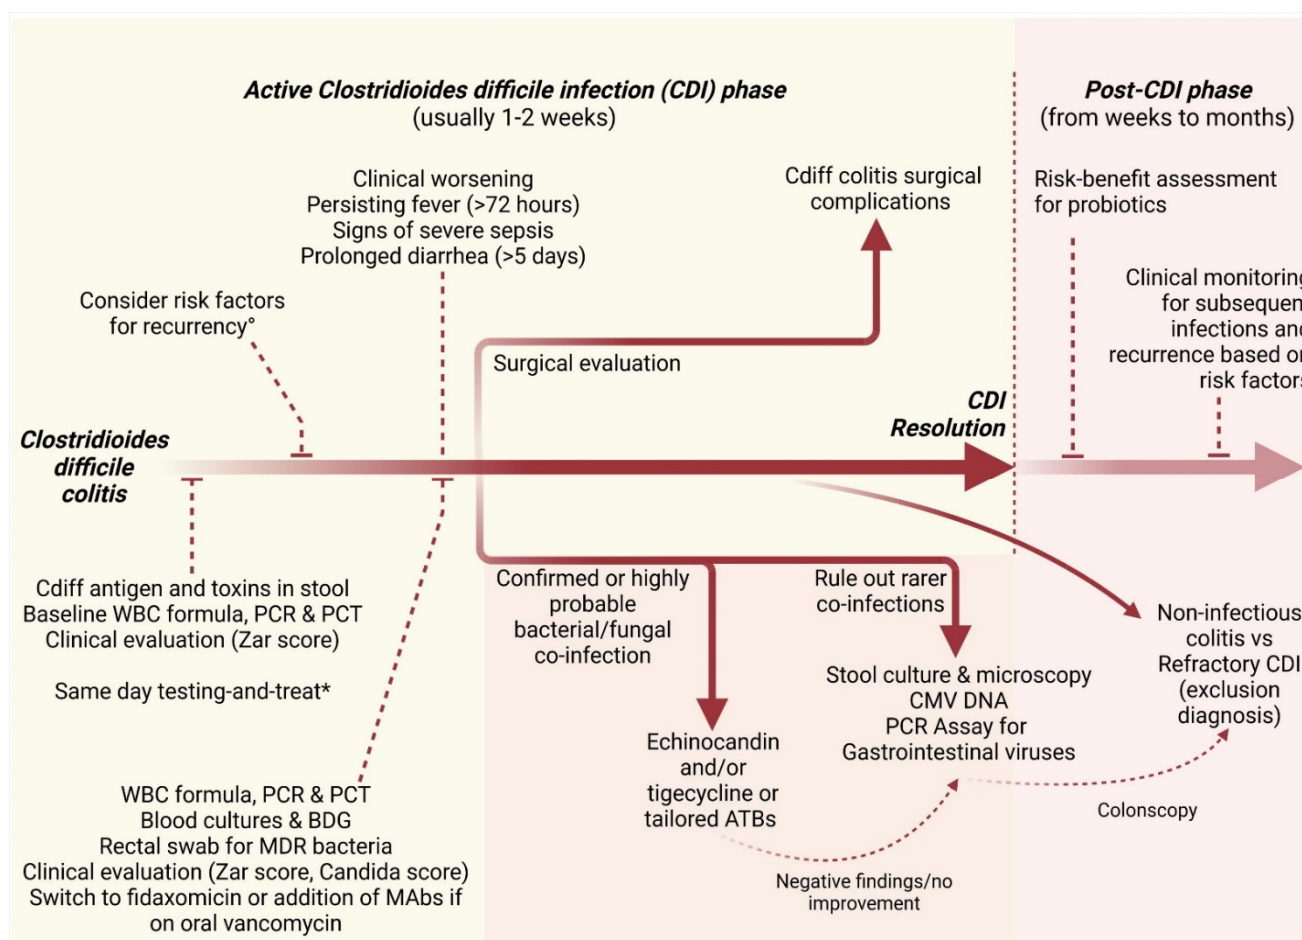 Active Clostridioides difficile infection (CDI) phase
(usually 1-2 weeks)
Post-CDI phase
(from weeks to months)
Clinical worsening
Persisting fever (>72 hours)
Signs of severe sepsis
Prolonged diarrhea (>5 days)
Cdiff colitis surgical
complications
Risk-benefit assessment
for probiotics
Consider risk factors
for recurrency°
Clinical monitoring
for subsequen
infections and
recurrence based on
risk factors
Surgical evaluation
CDI
Resolution
Clostridioides
difficile
colitis
Cdiff antigen and toxins in stool
Baseline WBC formula, PCR & PCT
Clinical evaluation (Zar score)
Same day testing-and-treat*
Confirmed or highly
probable
bacterial/fungal
co-infection
Rule out rarer
co-infections
Non-infectious
colitis vs
Refractory CDI
(exclusion
diagnosis)
Stool culture & microscopy
CMV DNA
PCR Assay for
Gastrointestinal viruses
Echinocandin
and/or
tigecycline or
tailored ATBs
Colonscopy
WBC formula, PCR & PCT
Blood cultures & BDG
Rectal swab for MDR bacteria
Clinical evaluation (Zar score, Candida score)
Switch to fidaxomicin or addition of MAbs if
on oral vancomycin
Negative findings/no
improvement